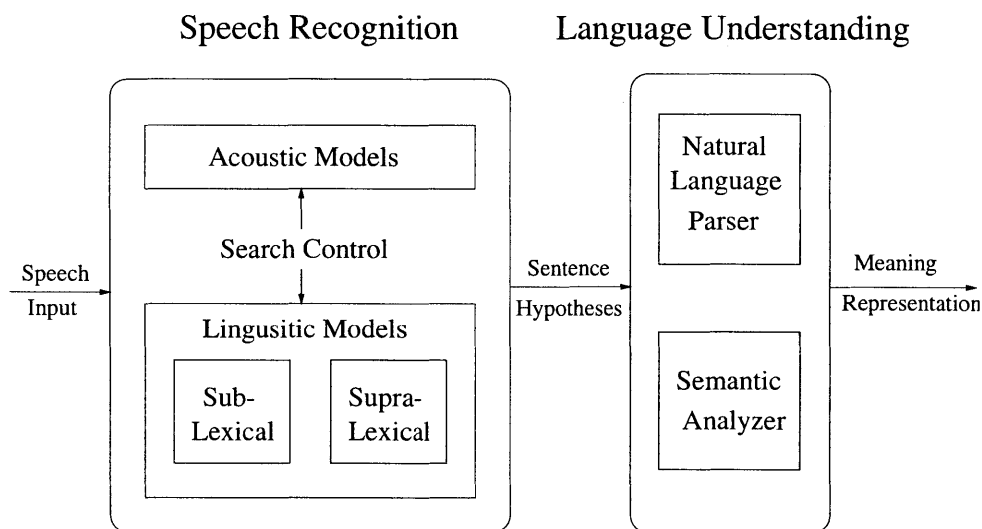 Speech Recognition
Language Understanding
Acoustic Models
Search Control
Lingusitic Models
Sub-
Lexical
Supra-
Lexical
Speech
Input
Sentence
Hypotheses
Natural
Language
Parser
Semantic
Analyzer
Meaning
Representation